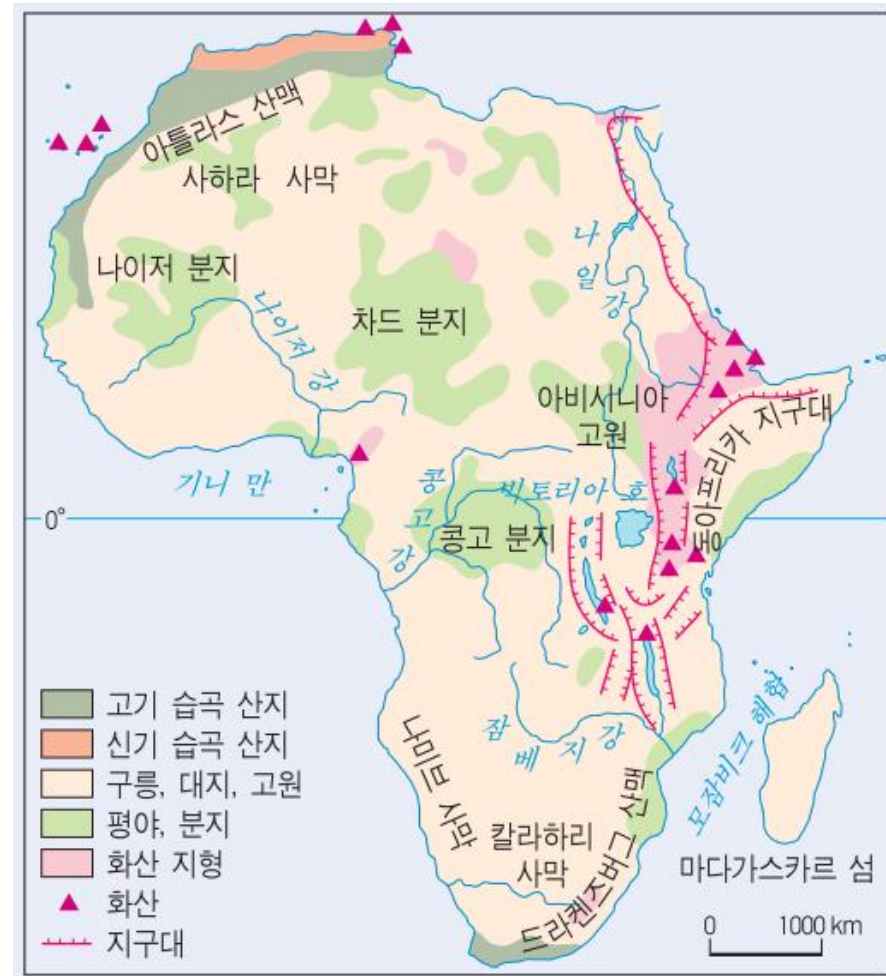 아틀라스 산맥
사하라 사막
나이저 분지
나이저 강
차드 분지
나일강
아비시니아
고원
동아프리카 지구대
기니 만
콩고강
빅토리아 호
0°
콩고 분지
잠베지강
나미브 사막
칼라하리
사막
드라켄즈버그 산맥
모잠비크 해협
마다가스카르 섬
고기 습곡 산지
신기 습곡 산지
구릉, 대지, 고원
평야, 분지
화산 지형
화산
지구대
0 1000 km